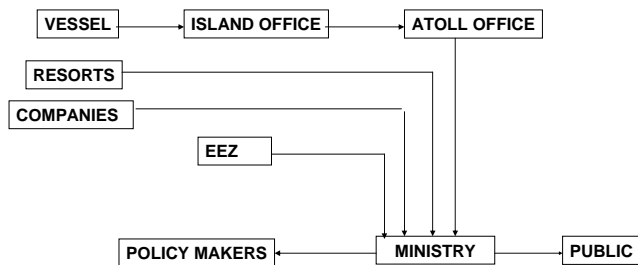 VESSEL
ISLAND OFFICE
ATOLL OFFICE
RESORTS
COMPANIES
EEZ
POLICY MAKERS
MINISTRY
PUBLIC